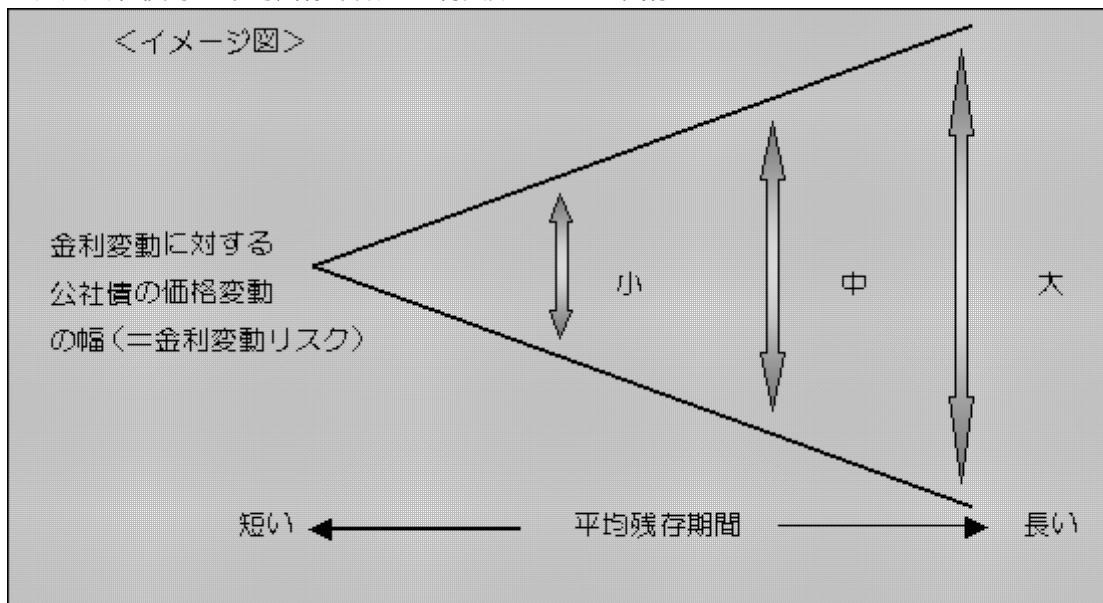 ＜イメージ図＞
金利変動に対する
公社債の価格変動
の幅（＝金利変動リスク）
小
中
大
短い
平均残存期間
長い